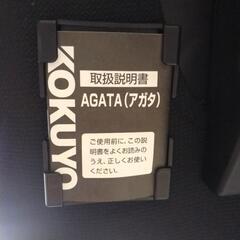 KOKUYO
取扱説明書
AGATA(アガタ)
ご使用前に、この説
明書をよくお読みの
うえ、正しくお使い
ください。